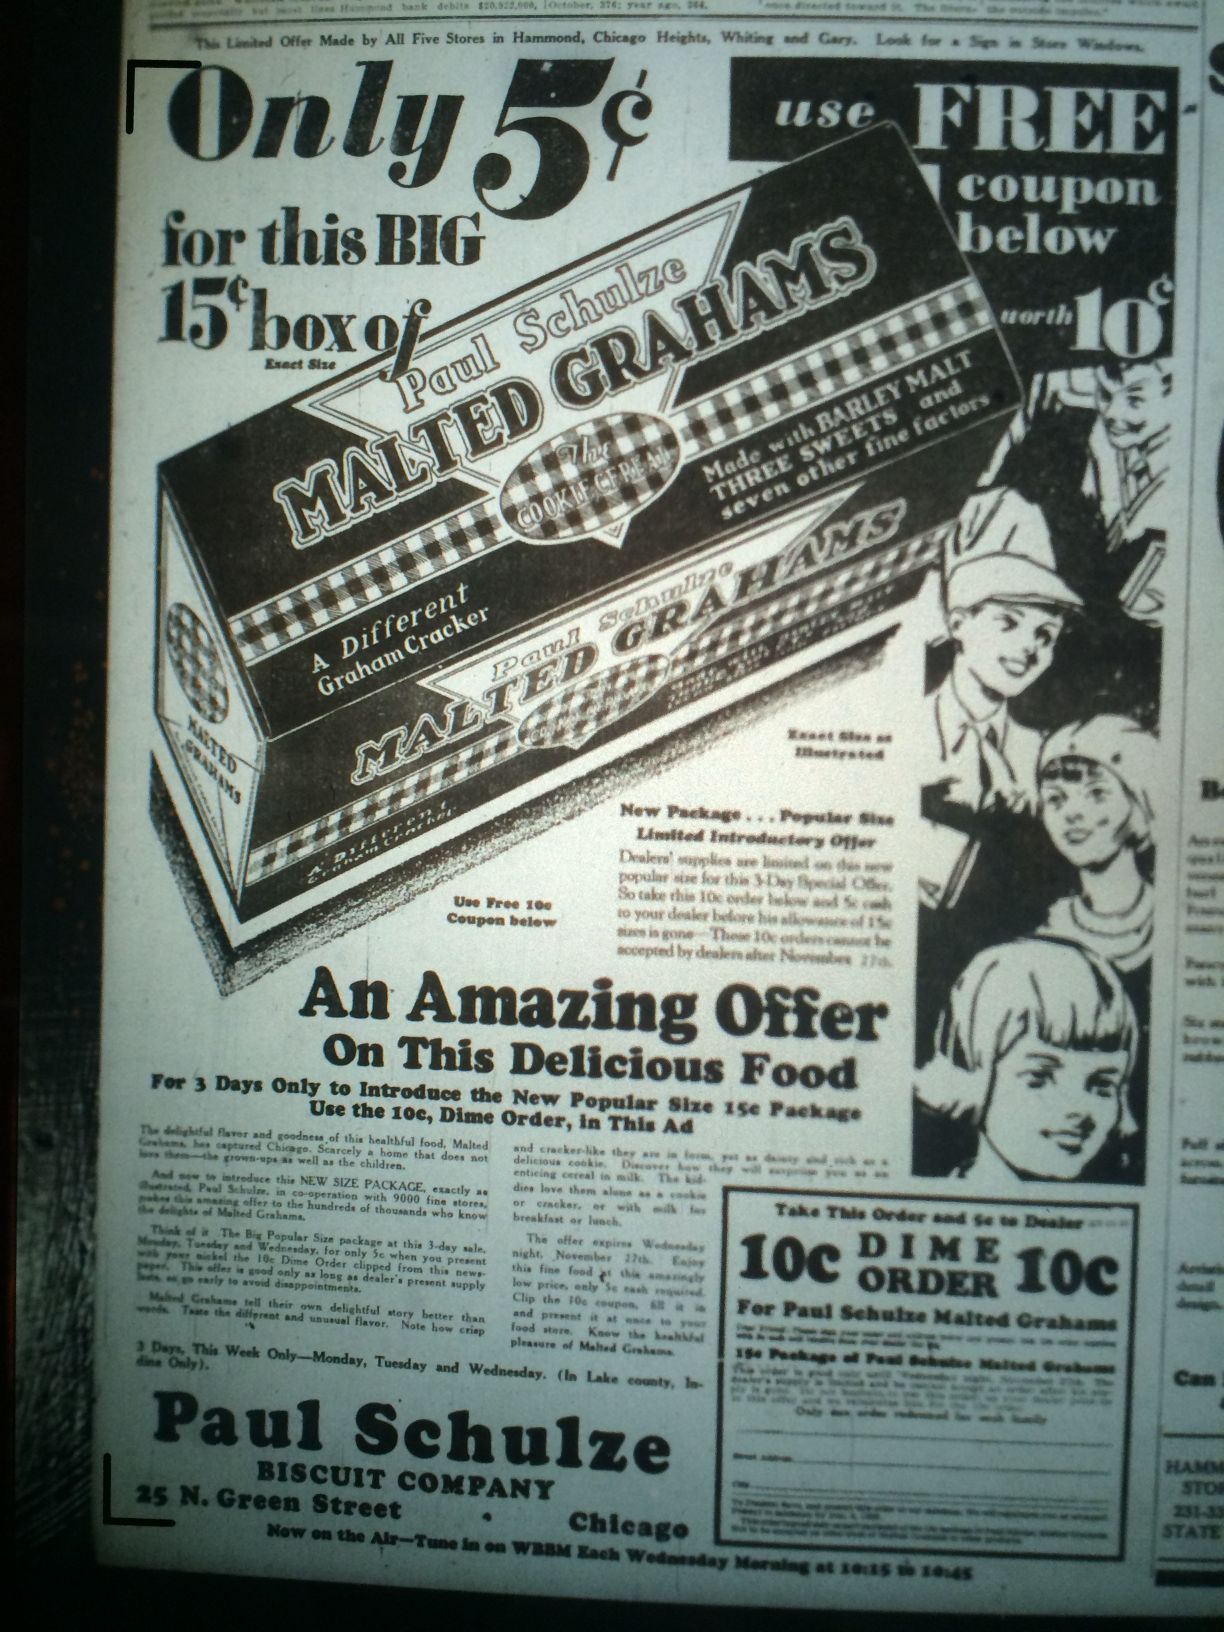 This Limited Offer Made by All Five Stores in Hammond, Chicago Heights, Whiting and Gary. Look for a Sign in Store Windows.
Only 5¢
for this BIG
15¢ box of
Exact Size
use FREE
coupon
below
worth 10¢
Paul Schulze
MALTED GRAHAMS
The
COOKIE CEREAL
Made with BARLEY MALT
THREE SWEETS and
seven other fine factors
A Different
Graham Cracker
Paul Schulze
MALTED GRAHAMS
A Different
Graham Cracker
MALTED
GRAHAMS
Exact Size as
Illustrated
New Package . . . Popular Size
Limited Introductory Offer
Dealers' supplies are limited on this new
popular size for this 3-Day Special Offer.
So take this 10c order below and 5c cash
to your dealer before his allowance of 15c
sizes is gone—These 10c orders cannot be
accepted by dealers after November 27th.
Use Free 10c
Coupon below
An Amazing Offer
On This Delicious Food
For 3 Days Only to Introduce the New Popular Size 15c Package
Use the 10c, Dime Order, in This Ad
The delightful flavor and goodness of this healthful food, Malted
Grahams, has captured Chicago. Scarcely a home that does not
love them—the grown-ups as well as the children.
And now to introduce this NEW SIZE PACKAGE, exactly as
illustrated, Paul Schulze, in co-operation with 9000 fine stores,
makes this amazing offer to the hundreds of thousands who know
the delights of Malted Grahams.
Think of it The Big Popular Size package at this 3-day sale,
Monday, Tuesday and Wednesday, for only 5c when you present
with your nickel the 10c Dime Order clipped from this news-
paper. This offer is good only as long as dealer's present supply
lasts, so go early to avoid disappointments.
Malted Grahams tell their own delightful story better than
words. Taste the different and unusual flavor. Note how crisp
and cracker-like they are in form, yet as dainty and rich as a
delicious cookie. Discover how they will surprise you as an
enticing cereal in milk. The kid-
dies love them alone as a cookie
or cracker, or with milk for
breakfast or lunch.
The offer expires Wednesday
night, November 27th. Enjoy
this fine food at this amazingly
low price, only 5c cash required.
Clip the 10c coupon, fill it in
and present it at once to your
food store. Know the healthful
pleasure of Malted Grahams.
3 Days, This Week Only—Monday, Tuesday and Wednesday. (In Lake county, In-
dina Only).
Paul Schulze
BISCUIT COMPANY
25 N. Green Street • Chicago
Now on the Air—Tune in on WBBM Each Wednesday Morning at 10:15 to 10:45
Take This Order and 5c to Dealer
10c DIME ORDER 10c
For Paul Schulze Malted Grahams
15c Package of Paul Schulze Malted Grahams
Only one order redeemed for each family
Street Address
City